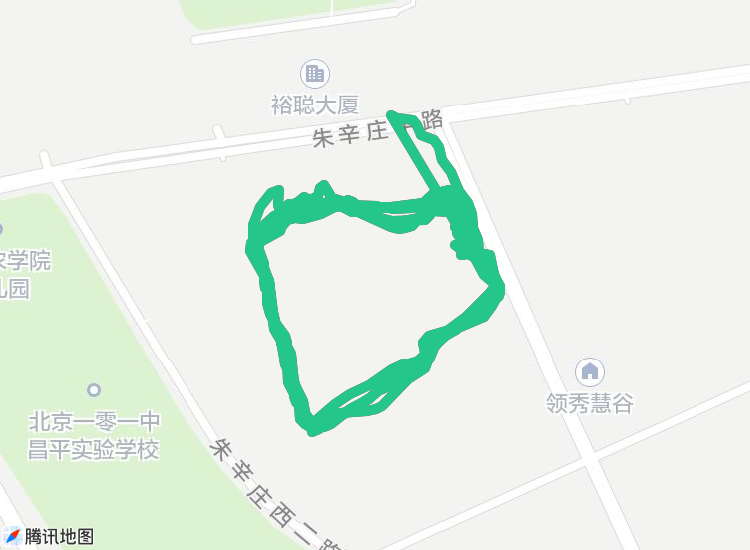 裕聪大厦
朱辛庄一路
农学院
儿园
领秀慧谷
北京一零一中
昌平实验学校
朱辛庄西二路
腾讯地图